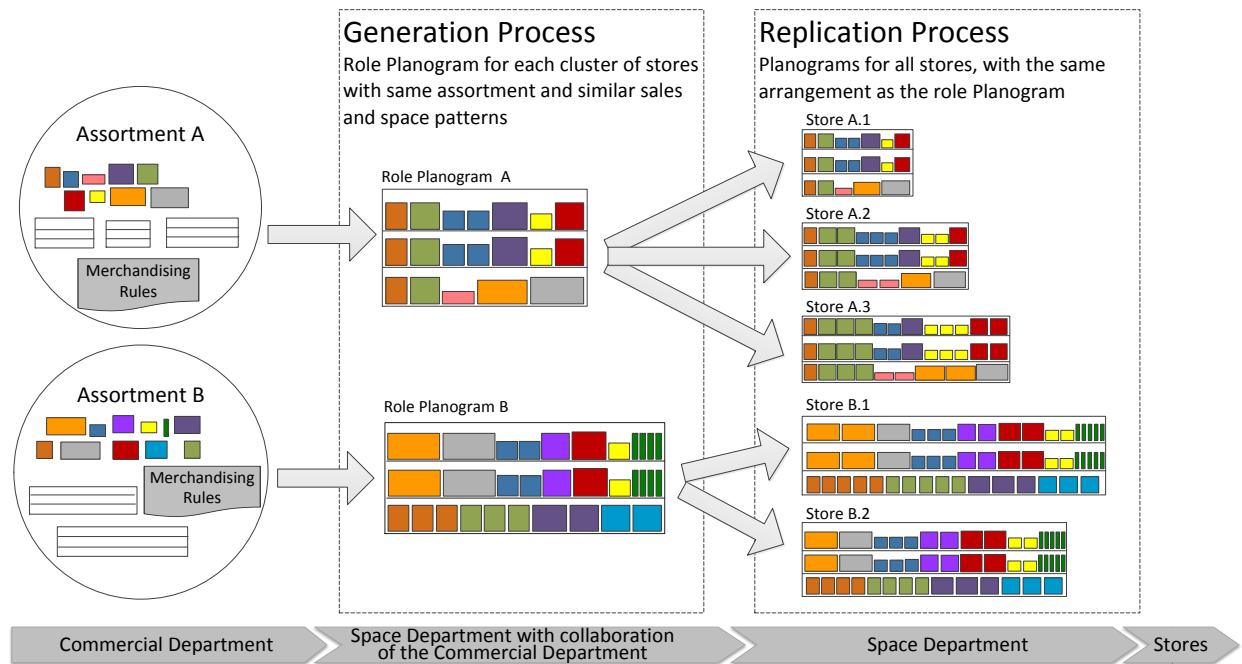 Generation Process
Role Planogram for each cluster of stores
with same assortment and similar sales
and space patterns
Replication Process
Planograms for all stores, with the same
arrangement as the role Planogram
Assortment A
Merchandising
Rules
Role Planogram  A
Store A.1
Store A.2
Store A.3
Assortment B
Merchandising
Rules
Role Planogram B
Store B.1
Store B.2
Commercial Department
Space Department with collaboration
of the Commercial Department
Space Department
Stores